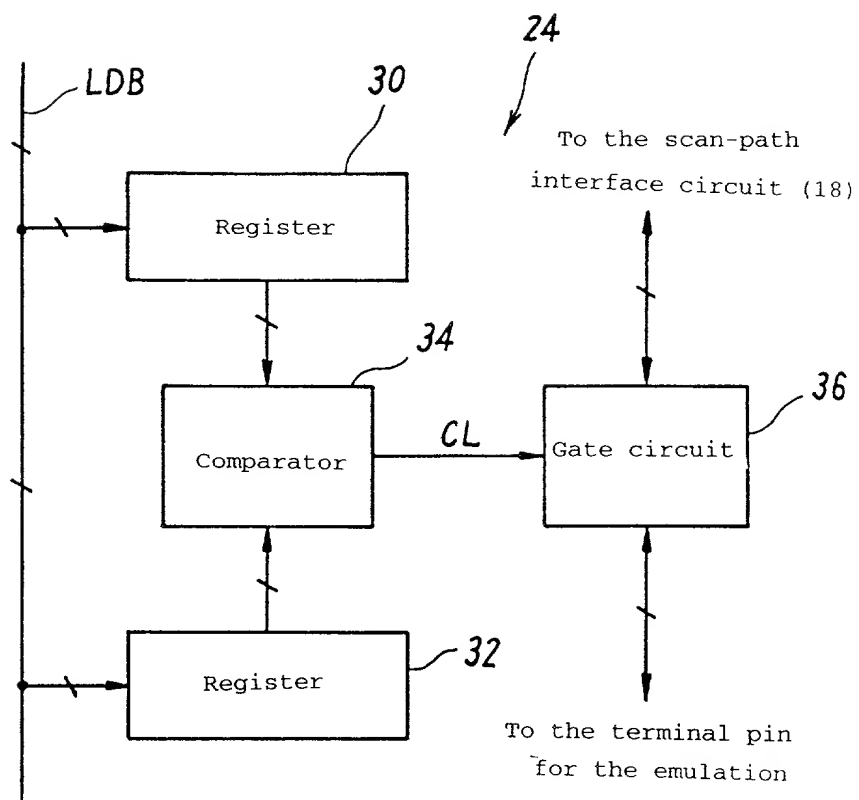 24
LDB
30
To the scan-path
interface circuit (18)
Register
34
36
CL
Comparator
Gate circuit
32
Register
To the terminal pin
for the emulation